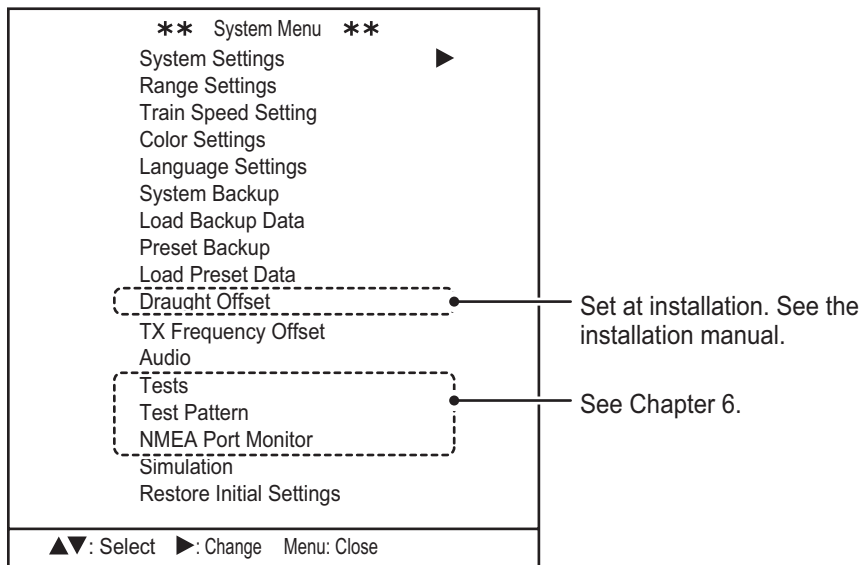 ** System Menu **
System Settings ▶
Range Settings
Train Speed Setting
Color Settings
Language Settings
System Backup
Load Backup Data
Preset Backup
Load Preset Data
Draught Offset
TX Frequency Offset
Audio
Tests
Test Pattern
NMEA Port Monitor
Simulation
Restore Initial Settings
▲▼: Select ▶: Change Menu: Close
Set at installation. See the
installation manual.
See Chapter 6.